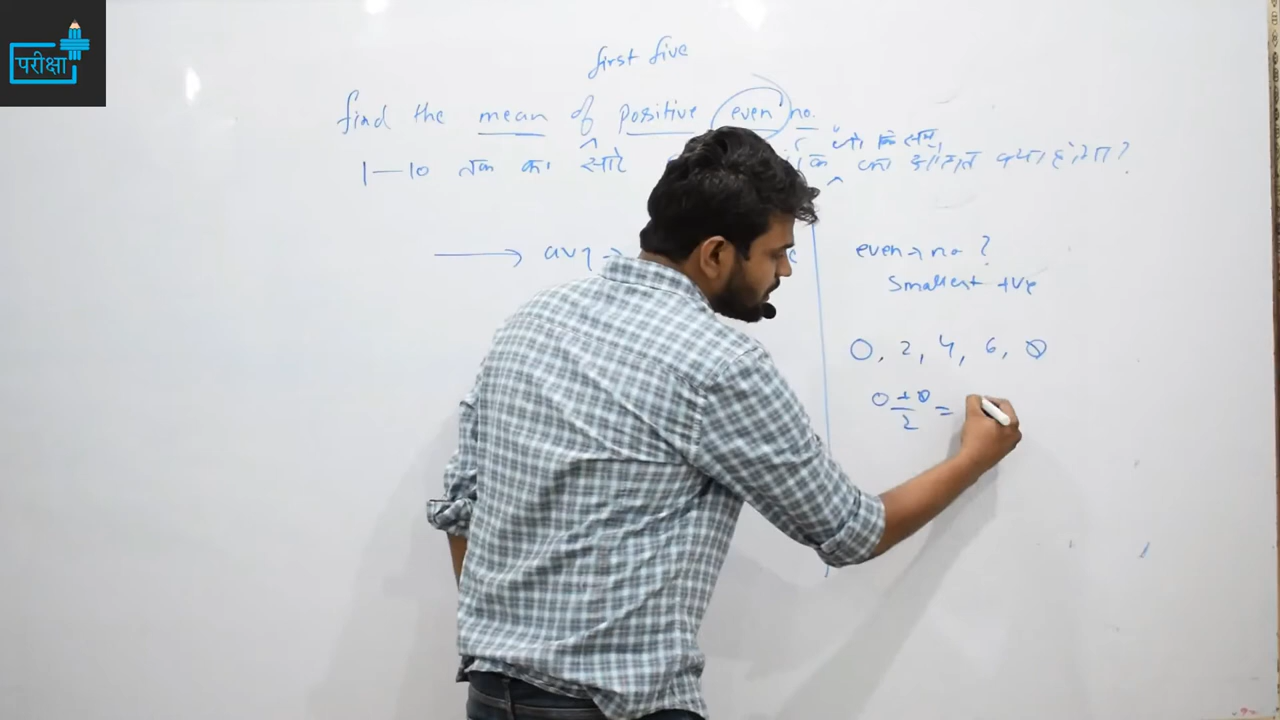 परीक्षा
first five
find the mean of positive even no.
1—10 तक का सारे का औसत क्या होगा?
→ avg →
even → no ?
smallest +ve
0, 2, 4, 6, 8
0+8/2 =